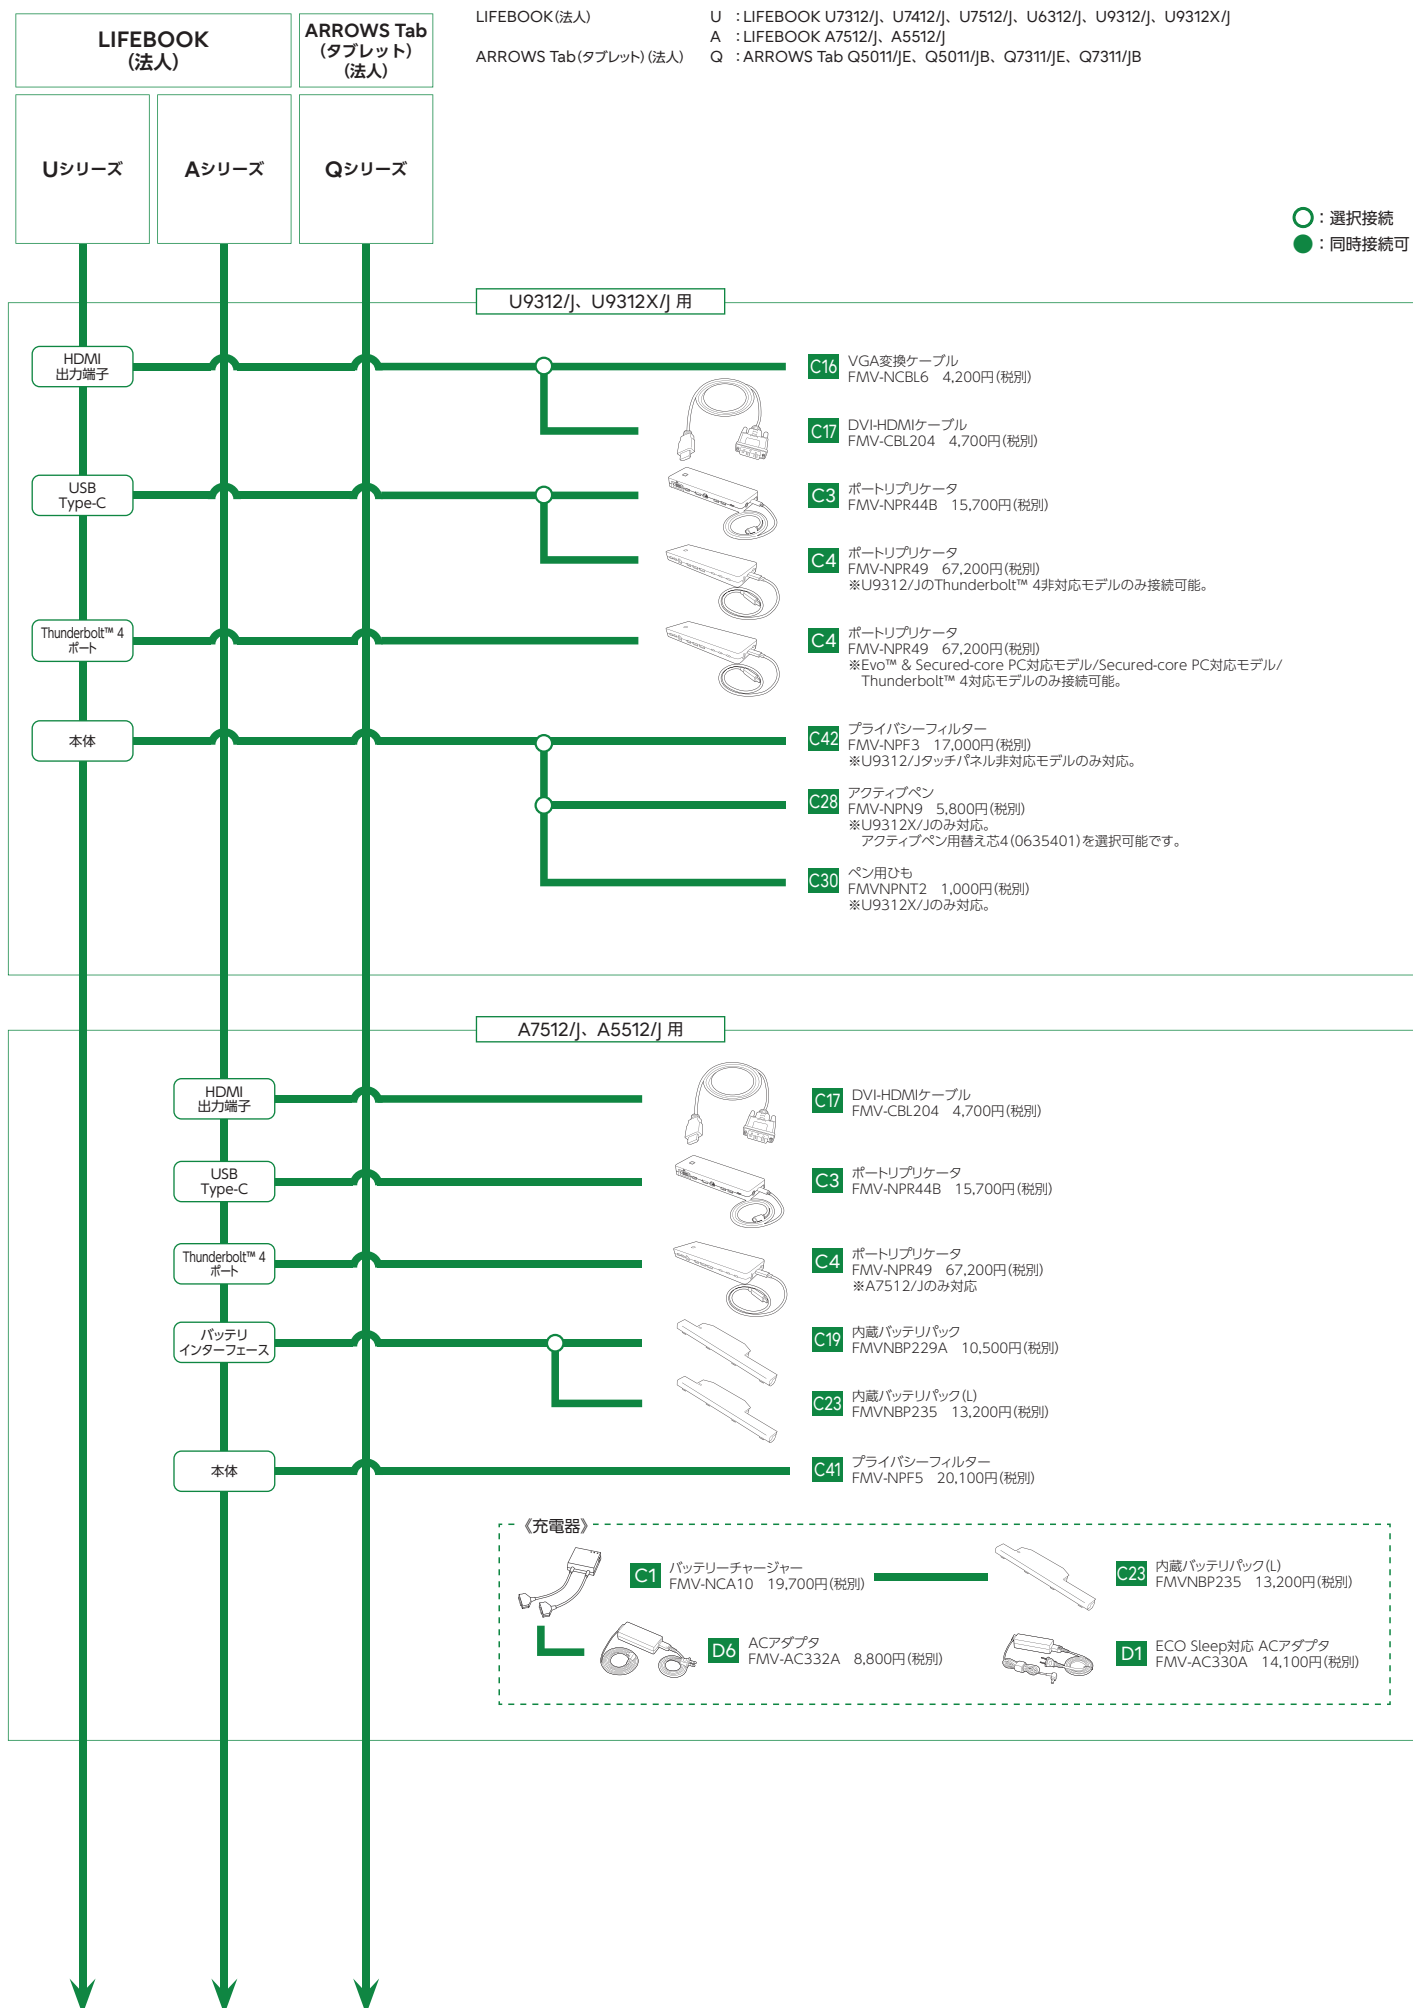 LIFEBOOK
（法人）
ARROWS Tab
（タブレット）
（法人）
LIFEBOOK（法人） U ：LIFEBOOK U7312/J、U7412/J、U7512/J、U6312/J、U9312/J、U9312X/J
A ：LIFEBOOK A7512/J、A5512/J
ARROWS Tab（タブレット）（法人） Q ：ARROWS Tab Q5011/JE、Q5011/JB、Q7311/JE、Q7311/JB
Uシリーズ
Aシリーズ
Qシリーズ
：選択接続
：同時接続可
U9312/J、U9312X/J 用
HDMI
出力端子
C16 VGA変換ケーブル
FMV-NCBL6 4,200円（税別）
C17 DVI-HDMIケーブル
FMV-CBL204 4,700円（税別）
USB
Type-C
C3 ポートリプリケータ
FMV-NPR44B 15,700円（税別）
C4 ポートリプリケータ
FMV-NPR49 67,200円（税別）
※U9312/JのThunderbolt™ 4非対応モデルのみ接続可能。
Thunderbolt™ 4
ポート
C4 ポートリプリケータ
FMV-NPR49 67,200円（税別）
※Evo™ & Secured-core PC対応モデル/Secured-core PC対応モデル/
Thunderbolt™ 4対応モデルのみ接続可能。
本体
C42 プライバシーフィルター
FMV-NPF3 17,000円（税別）
※U9312/Jタッチパネル非対応モデルのみ対応。
C28 アクティブペン
FMV-NPN9 5,800円（税別）
※U9312X/Jのみ対応。
アクティブペン用替え芯4（0635401）を選択可能です。
C30 ペン用ひも
FMVNPNT2 1,000円（税別）
※U9312X/Jのみ対応。
A7512/J、A5512/J 用
HDMI
出力端子
C17 DVI-HDMIケーブル
FMV-CBL204 4,700円（税別）
USB
Type-C
C3 ポートリプリケータ
FMV-NPR44B 15,700円（税別）
Thunderbolt™ 4
ポート
C4 ポートリプリケータ
FMV-NPR49 67,200円（税別）
※A7512/Jのみ対応
バッテリ
インターフェース
C19 内蔵バッテリパック
FMVNBP229A 10,500円（税別）
C23 内蔵バッテリパック（L）
FMVNBP235 13,200円（税別）
本体
C41 プライバシーフィルター
FMV-NPF5 20,100円（税別）
《充電器》
C1 バッテリーチャージャー
FMV-NCA10 19,700円（税別）
C23 内蔵バッテリパック（L）
FMVNBP235 13,200円（税別）
D6 ACアダプタ
FMV-AC332A 8,800円（税別）
D1 ECO Sleep対応 ACアダプタ
FMV-AC330A 14,100円（税別）